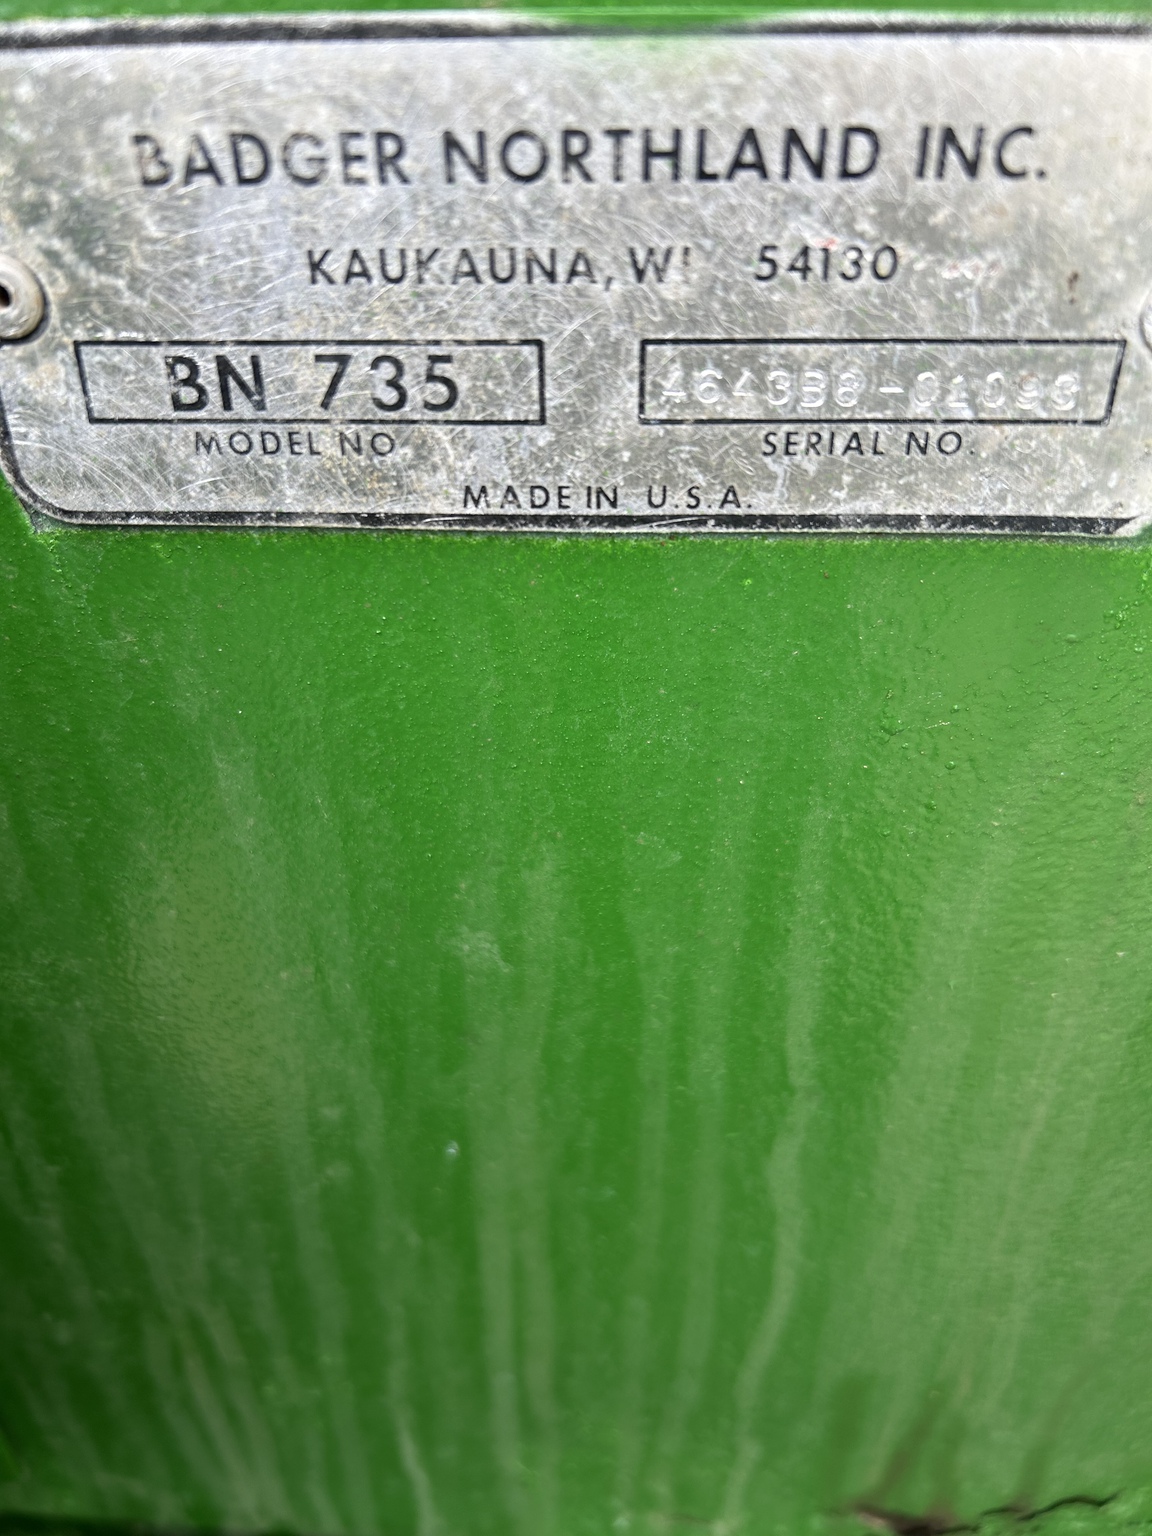 BADGER NORTHLAND INC.
KAUKAUNA, WI 54130
BN 735
MODEL NO
SERIAL NO.
MADE IN U.S.A.